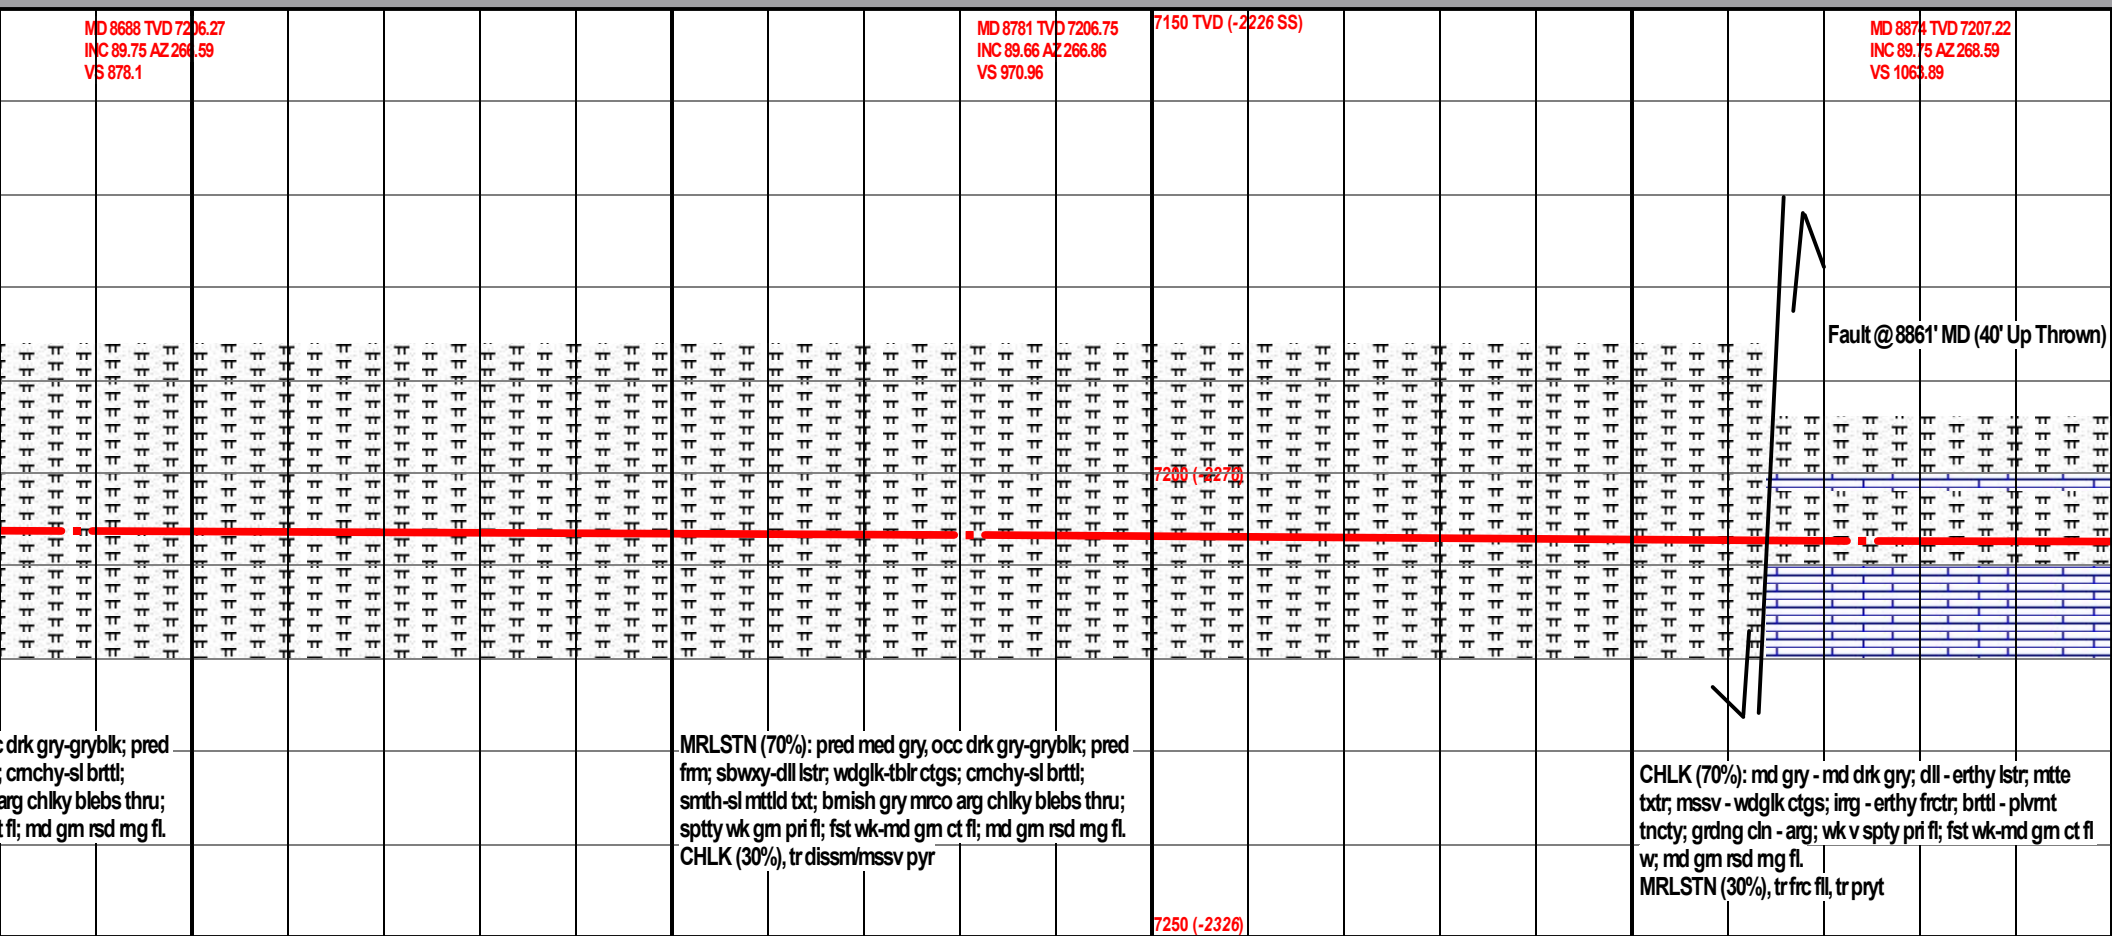 MD 8688 TVD 7206.27
INC 89.75 AZ 266.59
VS 878.1
MD 8781 TVD 7206.75
INC 89.66 AZ 266.86
VS 970.96
7150 TVD (-2226 SS)
MD 8874 TVD 7207.22
INC 89.75 AZ 268.59
VS 1063.89
Fault @ 8861' MD (40' Up Thrown)
7200 (-2276)
drk gry-gryblk; pred
; crnchy-sl brttl;
arg chlky blebs thru;
t fl; md grn rsd rng fl.
MRLSTN (70%): pred med gry, occ drk gry-gryblk; pred
frm; sbwxy-dll lstr; wdglk-tblr ctgs; crnchy-sl brttl;
smth-sl mttld txt; brnish gry mrco arg chlky blebs thru;
sptty wk grn pri fl; fst wk-md grn ct fl; md grn rsd rng fl.
CHLK (30%), tr dissm/mssv pyr
CHLK (70%): md gry - md drk gry; dll - erthy lstr; mtte
txtr; mssv - wdglk ctgs; irrg - erthy frctr; brttl - plvrnt
tncty; grdng cln - arg; wk v spty pri fl; fst wk-md grn ct fl
w; md grn rsd rng fl.
MRLSTN (30%), tr frc fll, tr pryt
7250 (-2326)